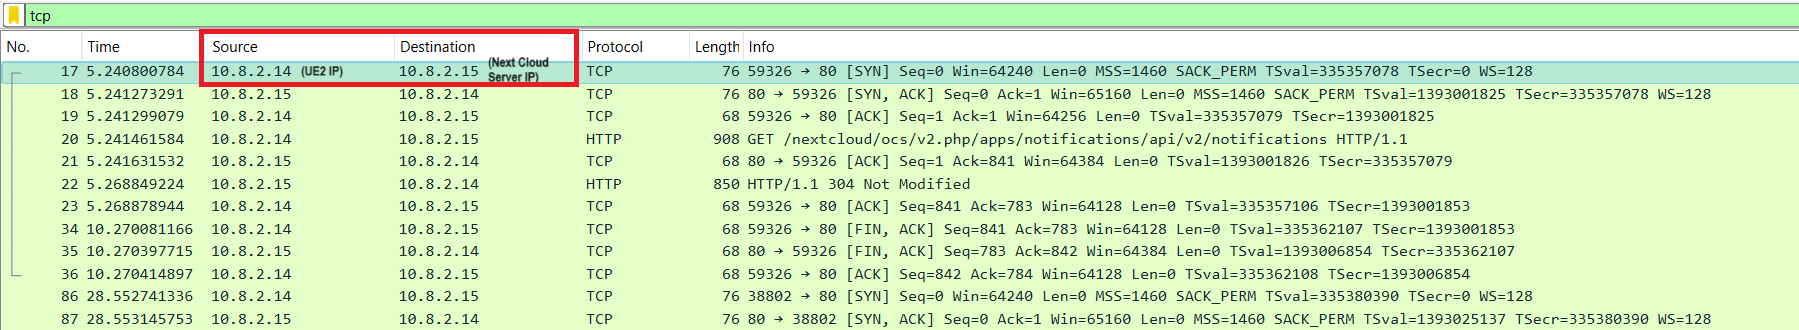 tcp
No. Time Source Destination Protocol Length Info
17 5.240800784 10.8.2.14 (UE2 IP) 10.8.2.15 (Next Cloud Server IP) TCP 76 59326 → 80 [SYN] Seq=0 Win=64240 Len=0 MSS=1460 SACK_PERM TSval=335357078 TSecr=0 WS=128
18 5.241273291 10.8.2.15 10.8.2.14 TCP 76 80 → 59326 [SYN, ACK] Seq=0 Ack=1 Win=65160 Len=0 MSS=1460 SACK_PERM TSval=1393001825 TSecr=335357078 WS=128
19 5.241299079 10.8.2.14 10.8.2.15 TCP 68 59326 → 80 [ACK] Seq=1 Ack=1 Win=64256 Len=0 TSval=335357079 TSecr=1393001825
20 5.241461584 10.8.2.14 10.8.2.15 HTTP 908 GET /nextcloud/ocs/v2.php/apps/notifications/api/v2/notifications HTTP/1.1
21 5.241631532 10.8.2.15 10.8.2.14 TCP 68 80 → 59326 [ACK] Seq=1 Ack=841 Win=64384 Len=0 TSval=1393001826 TSecr=335357079
22 5.268849224 10.8.2.15 10.8.2.14 HTTP 850 HTTP/1.1 304 Not Modified
23 5.268878944 10.8.2.14 10.8.2.15 TCP 68 59326 → 80 [ACK] Seq=841 Ack=783 Win=64128 Len=0 TSval=335357106 TSecr=1393001853
34 10.270081166 10.8.2.14 10.8.2.15 TCP 68 59326 → 80 [FIN, ACK] Seq=841 Ack=783 Win=64128 Len=0 TSval=335362107 TSecr=1393001853
35 10.270397715 10.8.2.15 10.8.2.14 TCP 68 80 → 59326 [FIN, ACK] Seq=783 Ack=842 Win=64384 Len=0 TSval=1393006854 TSecr=335362107
36 10.270414897 10.8.2.14 10.8.2.15 TCP 68 59326 → 80 [ACK] Seq=842 Ack=784 Win=64128 Len=0 TSval=335362108 TSecr=1393006854
86 28.552741336 10.8.2.14 10.8.2.15 TCP 76 38802 → 80 [SYN] Seq=0 Win=64240 Len=0 MSS=1460 SACK_PERM TSval=335380390 TSecr=0 WS=128
87 28.553145753 10.8.2.15 10.8.2.14 TCP 76 80 → 38802 [SYN, ACK] Seq=0 Ack=1 Win=65160 Len=0 MSS=1460 SACK_PERM TSval=1393025137 TSecr=335380390 WS=128